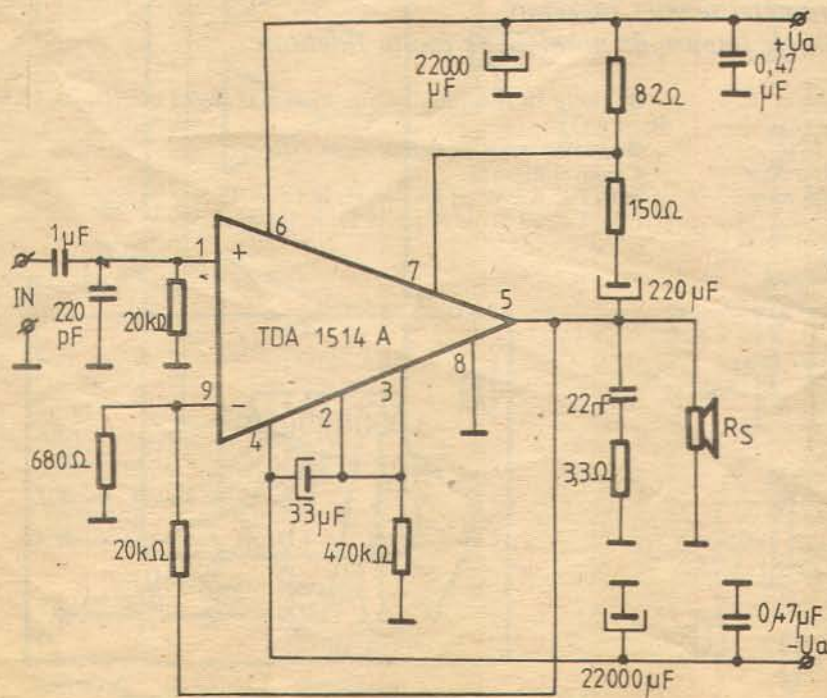 +Ua
22000
µF
0,47
µF
82Ω
6
150Ω
1µF
1
+
7
220µF
IN
220
pF
20kΩ
5
TDA 1514 A
8
9
-
3
2
4
22nF
RS
680Ω
3,3Ω
33µF
20kΩ
470kΩ
0,47µF
-Ua
22000µF